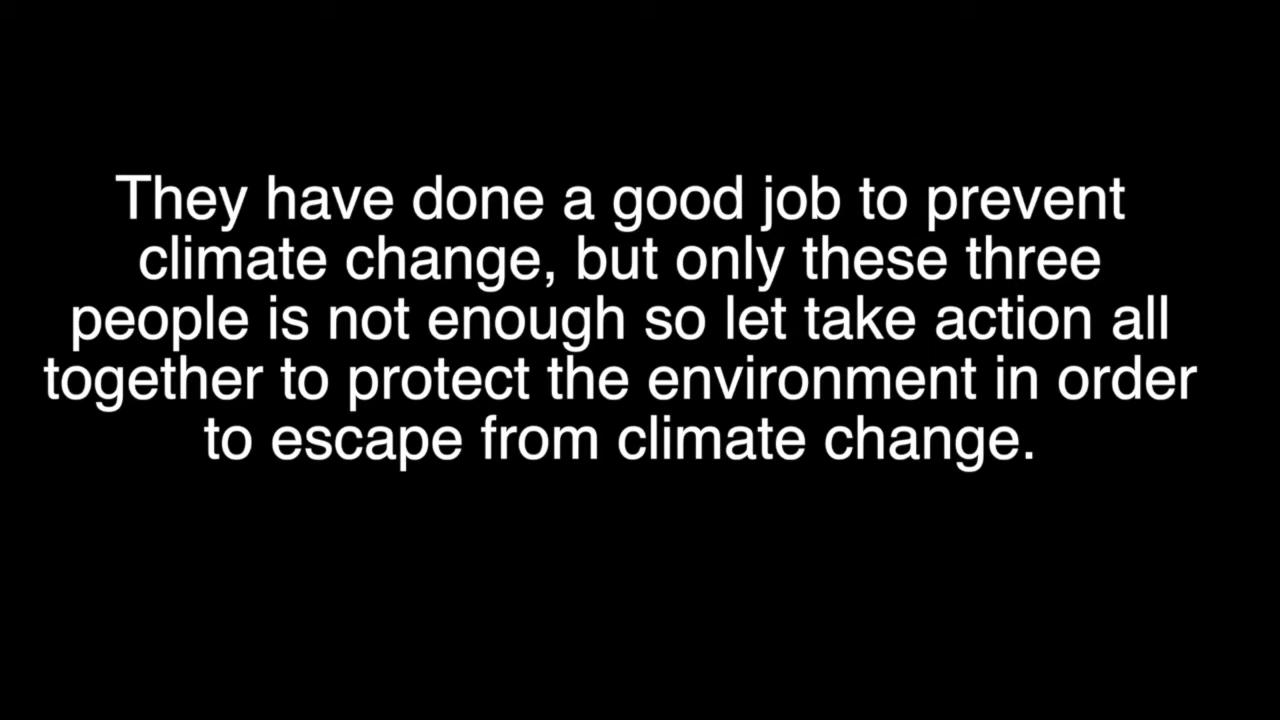 They have done a good job to prevent
climate change, but only these three
people is not enough so let take action all
together to protect the environment in order
to escape from climate change.